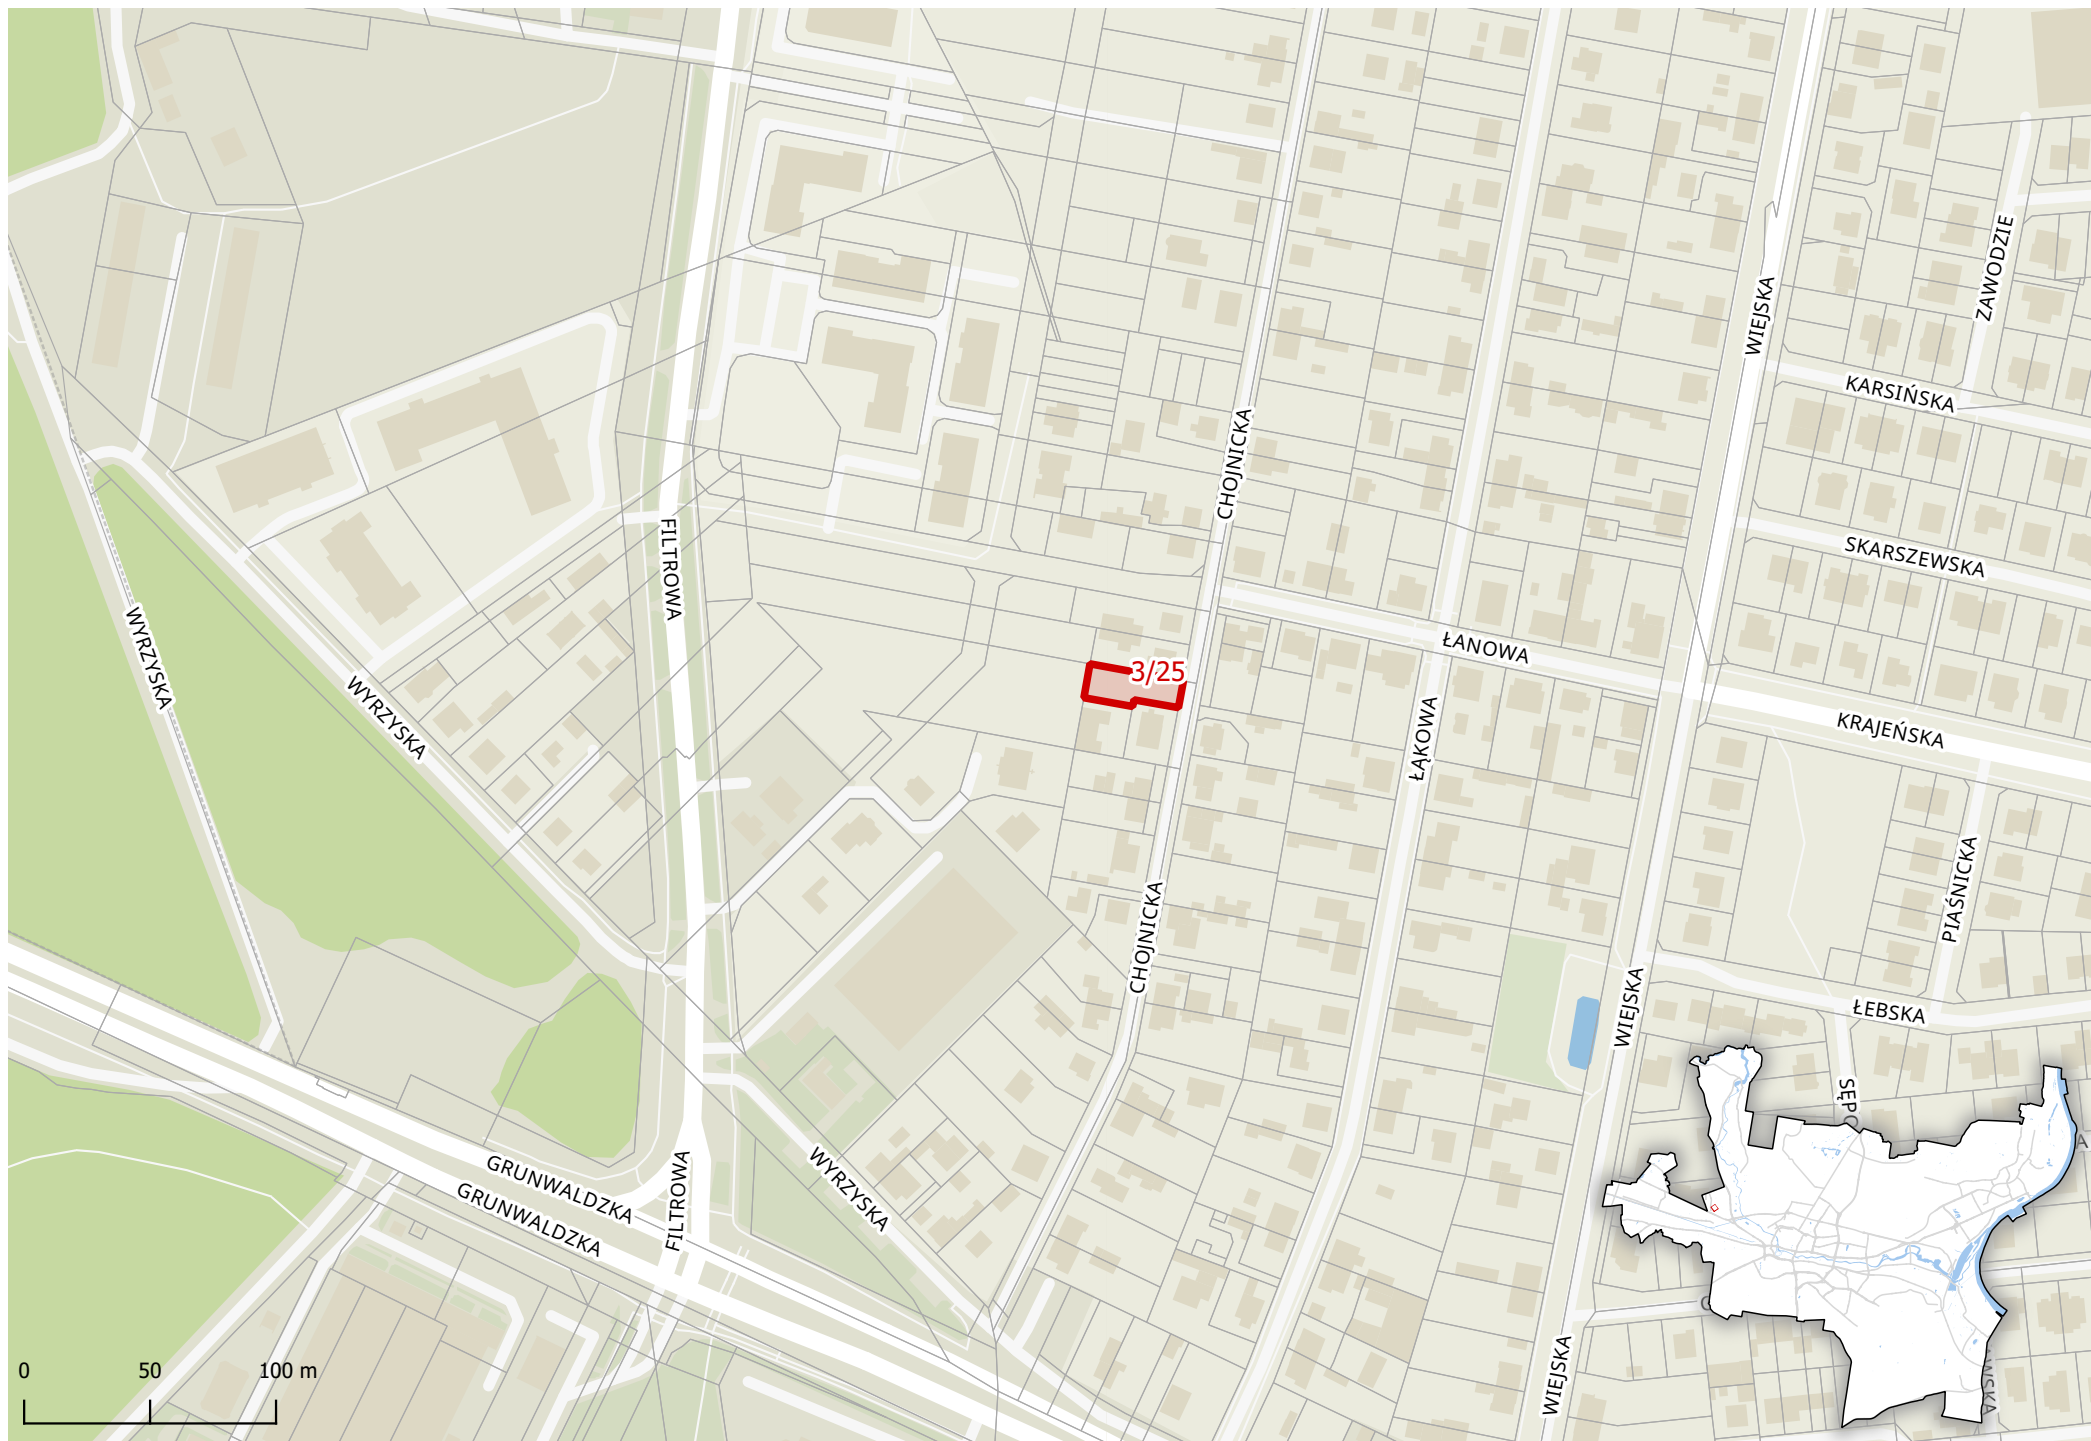 ZAWODZIE
WIEJSKA
KARSIŃSKA
CHOJNICKA
FILTROWA
SKARSZEWSKA
WYRZYSKA
WYRZYSKA
ŁANOWA
3/25
ŁĄKOWA
KRAJEŃSKA
PIAŚNICKA
CHOJNICKA
WIEJSKA
ŁEBSKA
SĘPO
GRUNWALDZKA
GRUNWALDZKA
FILTROWA
WYRZYSKA
WIEJSKA
0 50 100 m